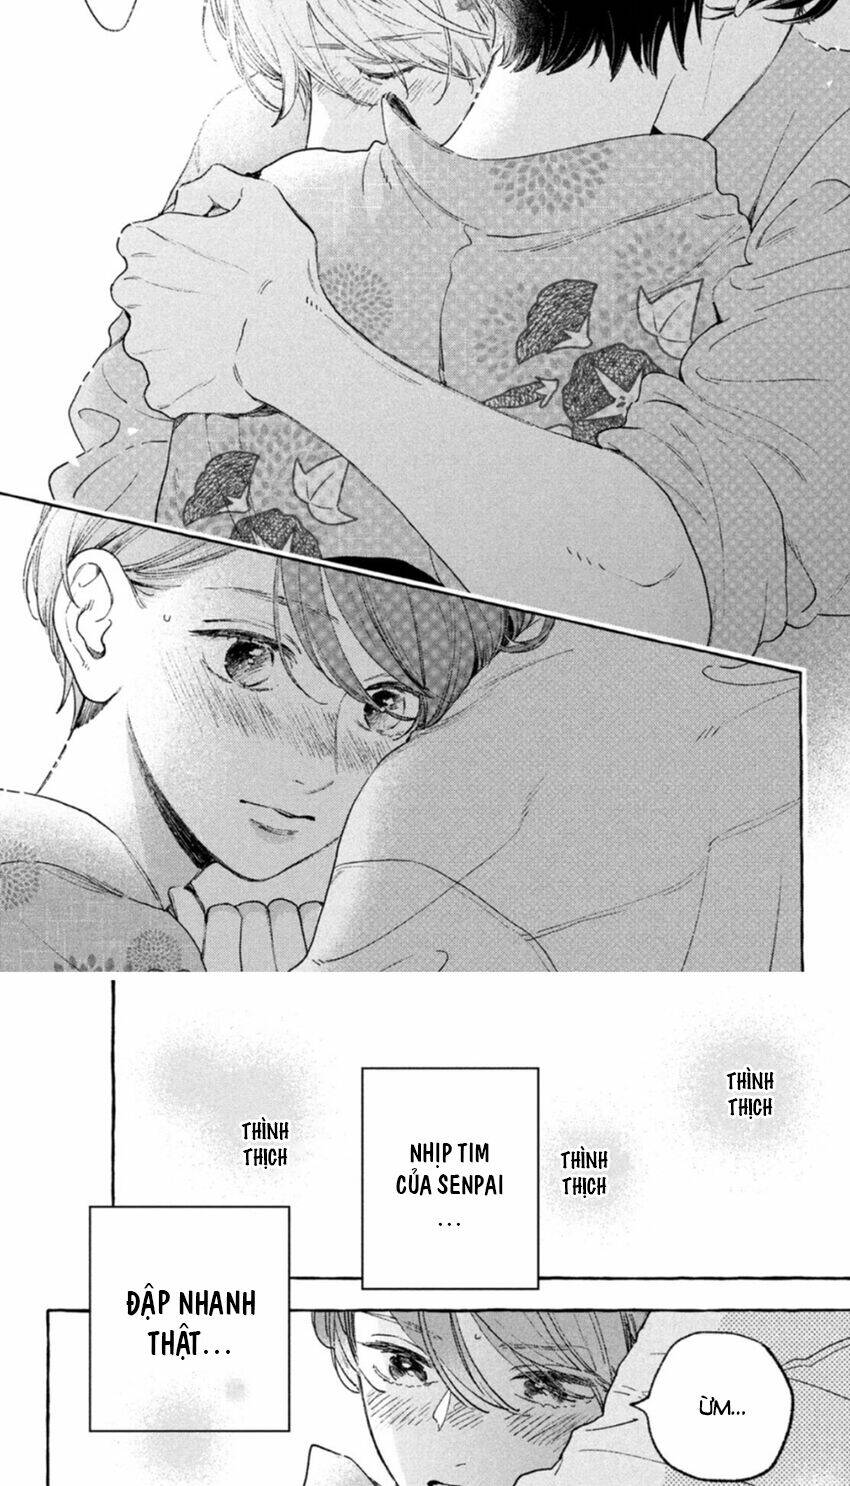 THÌNH
THỊCH
NHỊP TIM
CỦA SENPAI
...
THÌNH
THỊCH
THÌNH
THỊCH
ĐẬP NHANH
THẬT...
ỪM...